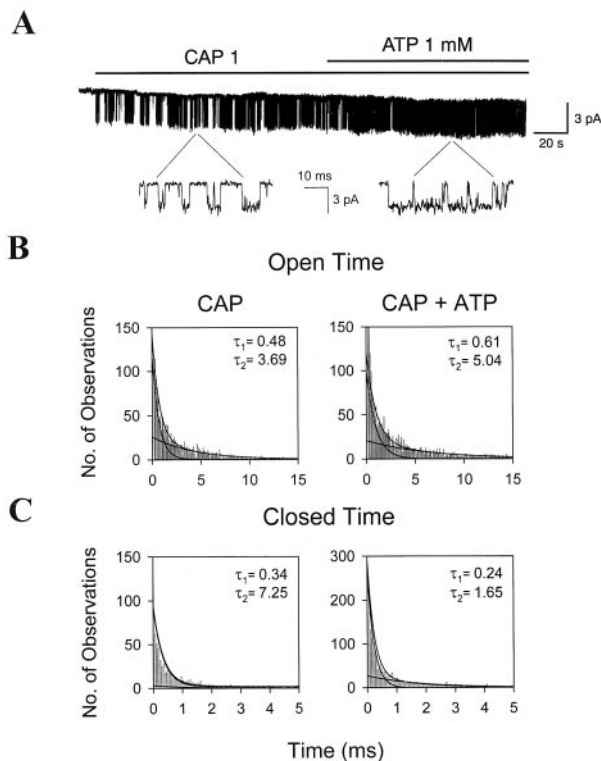 A
CAP 1
ATP 1 mM
3 pA
20 s
10 ms
3 pA
B
Open Time
CAP
CAP + ATP
No. of Observations
150
100
50
0
τ1= 0.48
τ2= 3.69
0 5 10 15
150
100
50
0
τ1= 0.61
τ2= 5.04
0 5 10 15
C
Closed Time
No. of Observations
150
100
50
0
τ1= 0.34
τ2= 7.25
0 1 2 3 4 5
300
200
100
0
τ1= 0.24
τ2= 1.65
0 1 2 3 4 5
Time (ms)